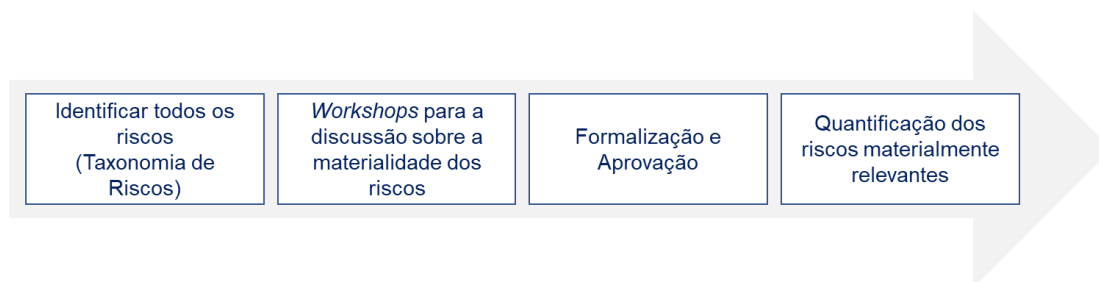 Identificar todos os
riscos
(Taxonomia de
Riscos)
Workshops para a
discussão sobre a
materialidade dos
riscos
Formalização e
Aprovação
Quantificação dos
riscos materialmente
relevantes